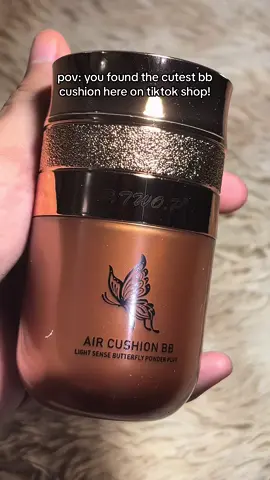 pov: you found the cutest bb
cushion here on tiktok shop!
AIR CUSHION BB
LIGHT SENSE BUTTERFLY POWDER PUFF